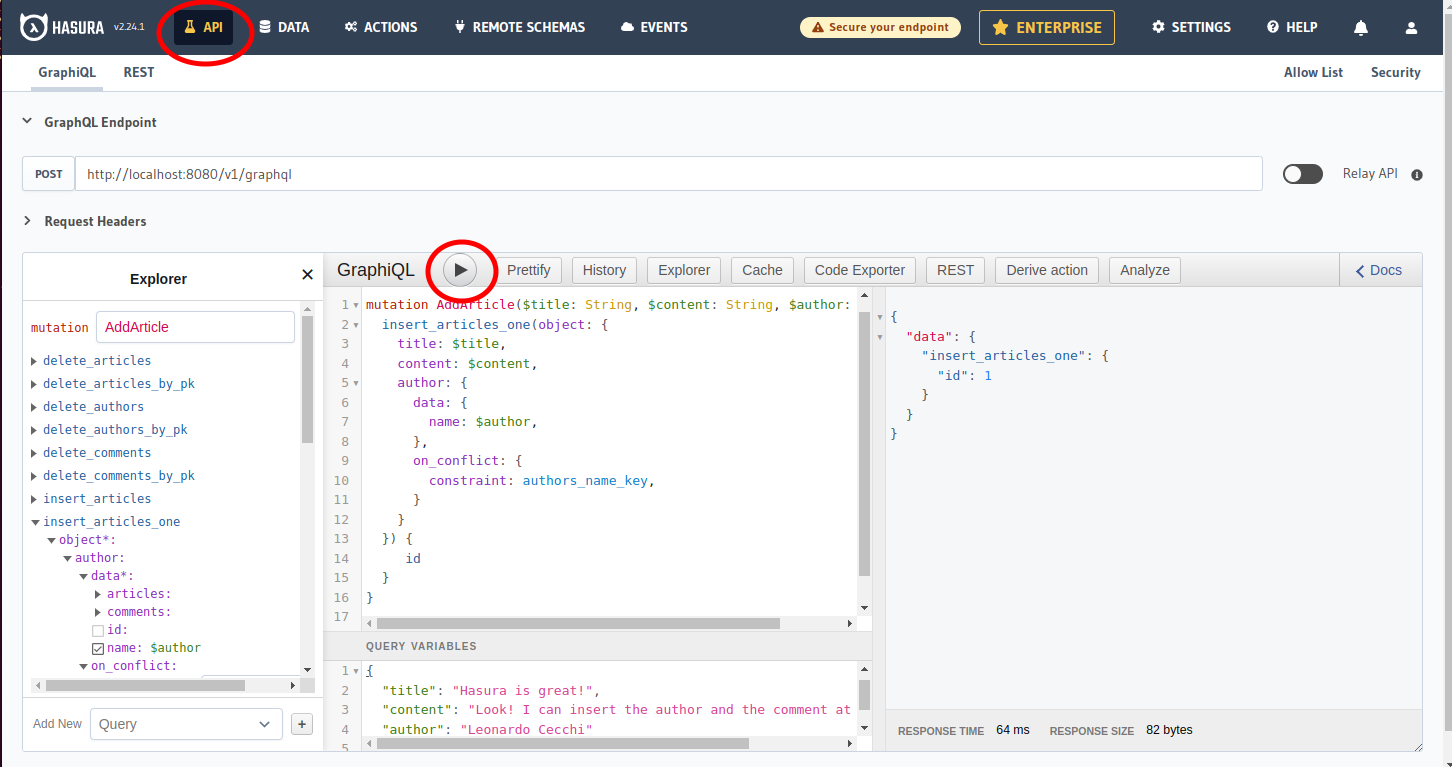 HASURA v2.24.1 API DATA ACTIONS REMOTE SCHEMAS EVENTS Secure your endpoint ENTERPRISE SETTINGS HELP
GraphiQL REST Allow List Security
GraphQL Endpoint
POST http://localhost:8080/v1/graphql Relay API
Request Headers
Explorer
mutation AddArticle
delete_articles
delete_articles_by_pk
delete_authors
delete_authors_by_pk
delete_comments
delete_comments_by_pk
insert_articles
insert_articles_one
object*:
author:
data*:
articles:
comments:
id:
name: $author
on_conflict:
Add New Query +
GraphiQL Prettify History Explorer Cache Code Exporter REST Derive action Analyze Docs
1 mutation AddArticle($title: String, $content: String, $author:
2 insert_articles_one(object: {
3 title: $title,
4 content: $content,
5 author: {
6 data: {
7 name: $author,
8 },
9 on_conflict: {
10 constraint: authors_name_key,
11 }
12 }
13 }) {
14 id
15 }
16 }
17
QUERY VARIABLES
1 {
2 "title": "Hasura is great!",
3 "content": "Look! I can insert the author and the comment at
4 "author": "Leonardo Cecchi"
5
{
"data": {
"insert_articles_one": {
"id": 1
}
}
}
RESPONSE TIME 64 ms RESPONSE SIZE 82 bytes